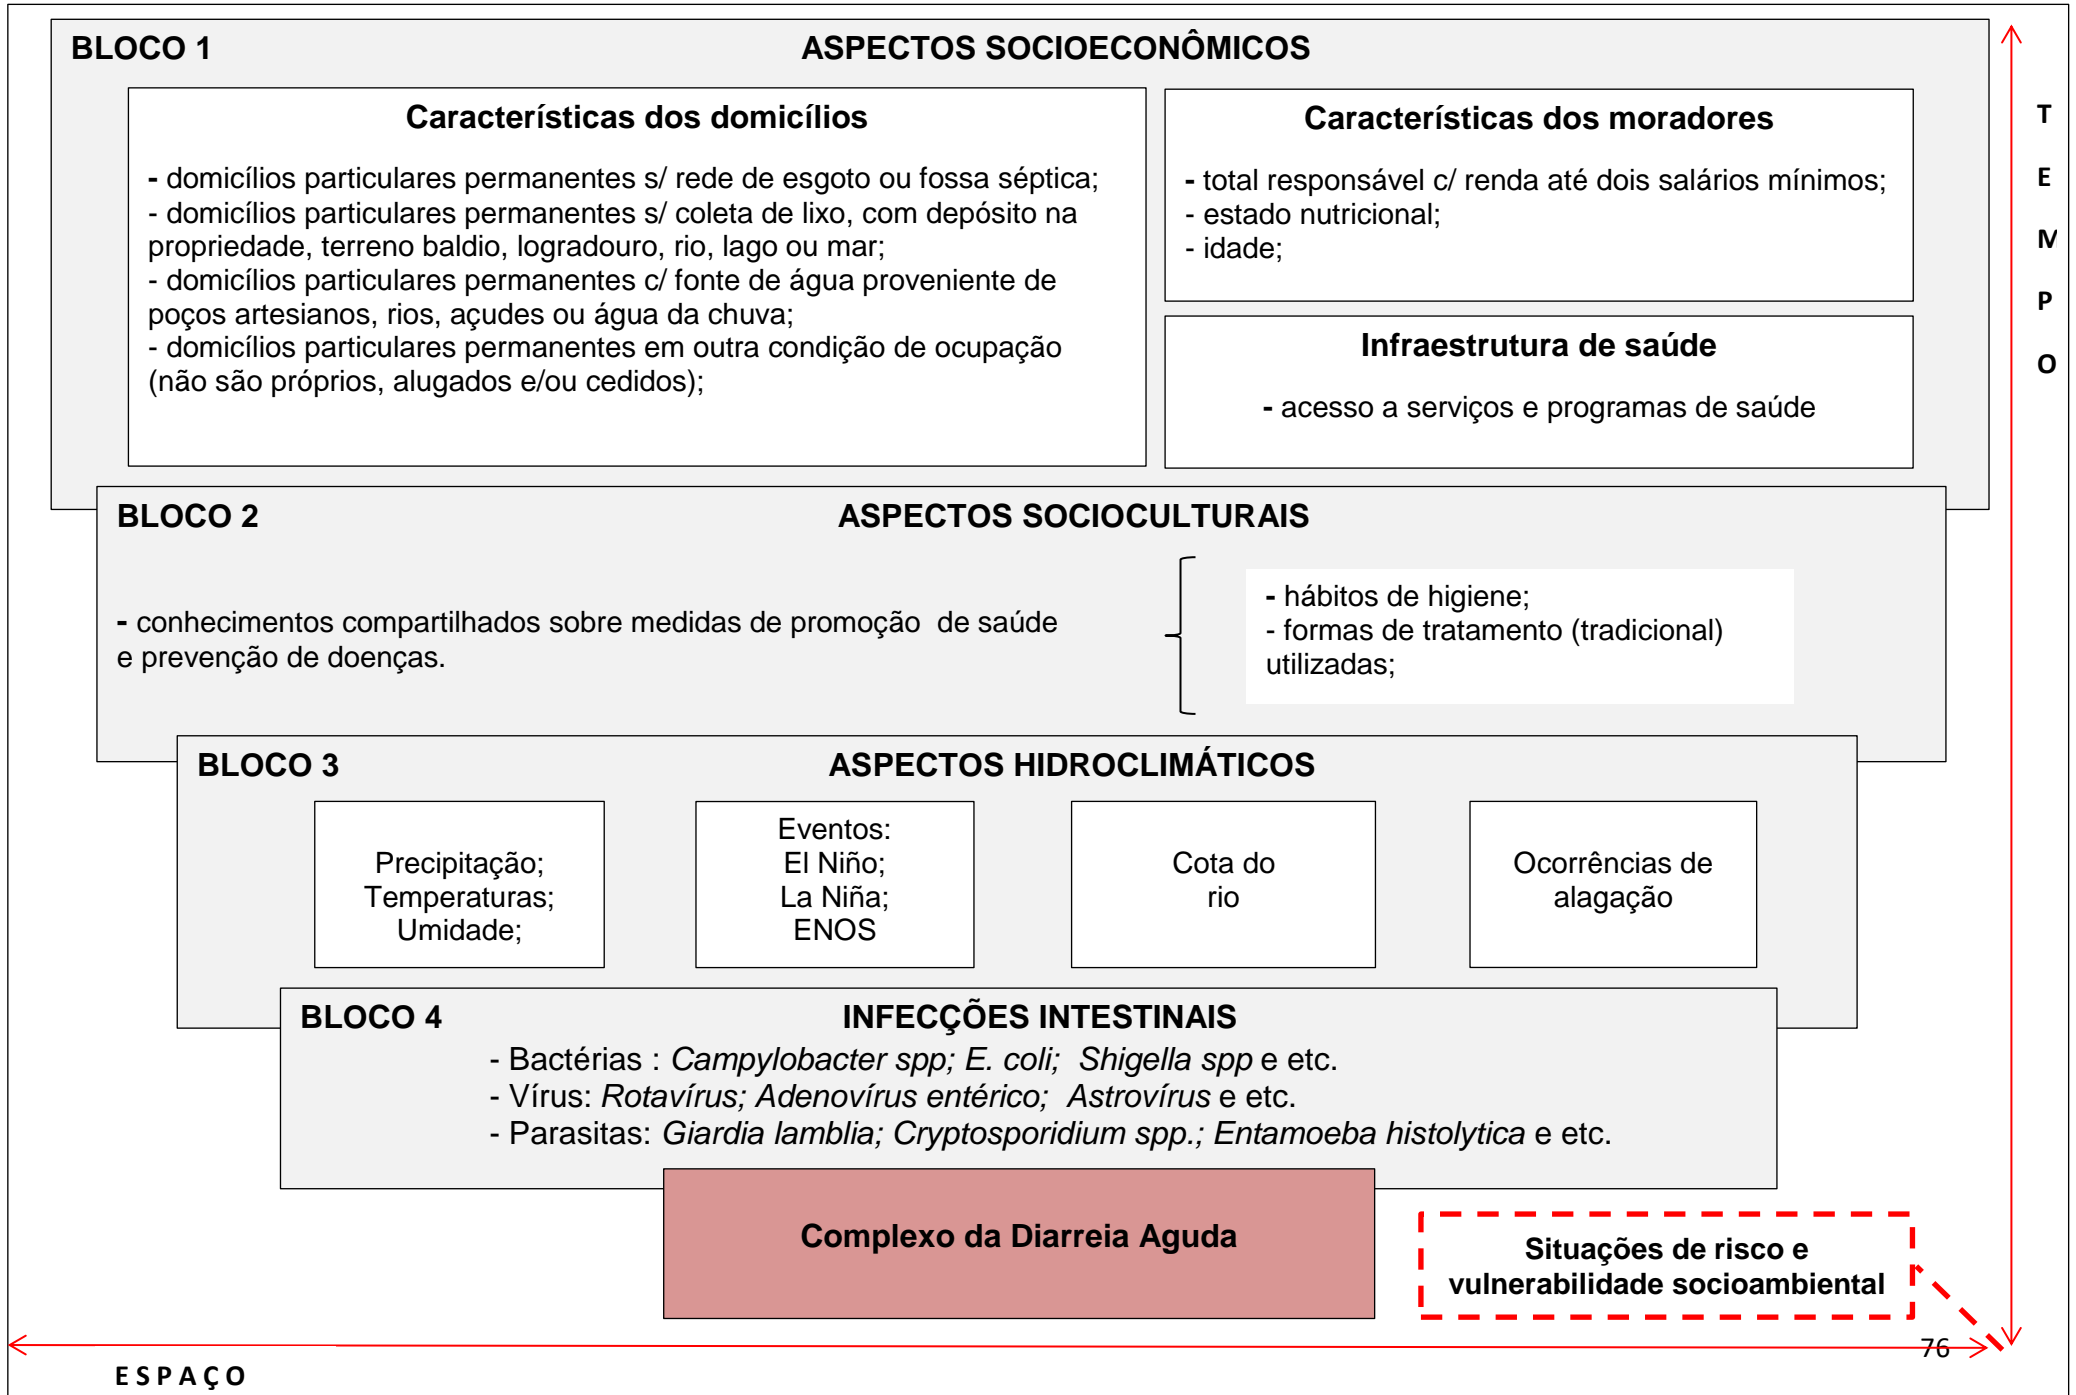 BLOCO 1
ASPECTOS SOCIOECONÔMICOS
Características dos domicílios
- domicílios particulares permanentes s/ rede de esgoto ou fossa séptica;
- domicílios particulares permanentes s/ coleta de lixo, com depósito na
propriedade, terreno baldio, logradouro, rio, lago ou mar;
- domicílios particulares permanentes c/ fonte de água proveniente de
poços artesianos, rios, açudes ou água da chuva;
- domicílios particulares permanentes em outra condição de ocupação
(não são próprios, alugados e/ou cedidos);
Características dos moradores
- total responsável c/ renda até dois salários mínimos;
- estado nutricional;
- idade;
Infraestrutura de saúde
- acesso a serviços e programas de saúde
T
E
M
P
O
BLOCO 2
ASPECTOS SOCIOCULTURAIS
- conhecimentos compartilhados sobre medidas de promoção de saúde
e prevenção de doenças.
- hábitos de higiene;
- formas de tratamento (tradicional)
utilizadas;
BLOCO 3
ASPECTOS HIDROCLIMÁTICOS
Precipitação;
Temperaturas;
Umidade;
Eventos:
El Niño;
La Niña;
ENOS
Cota do
rio
Ocorrências de
alagação
BLOCO 4
INFECÇÕES INTESTINAIS
- Bactérias : Campylobacter spp; E. coli; Shigella spp e etc.
- Vírus: Rotavírus; Adenovírus entérico; Astrovírus e etc.
- Parasitas: Giardia lamblia; Cryptosporidium spp.; Entamoeba histolytica e etc.
Complexo da Diarreia Aguda
Situações de risco e
vulnerabilidade socioambiental
76
E S P A Ç O